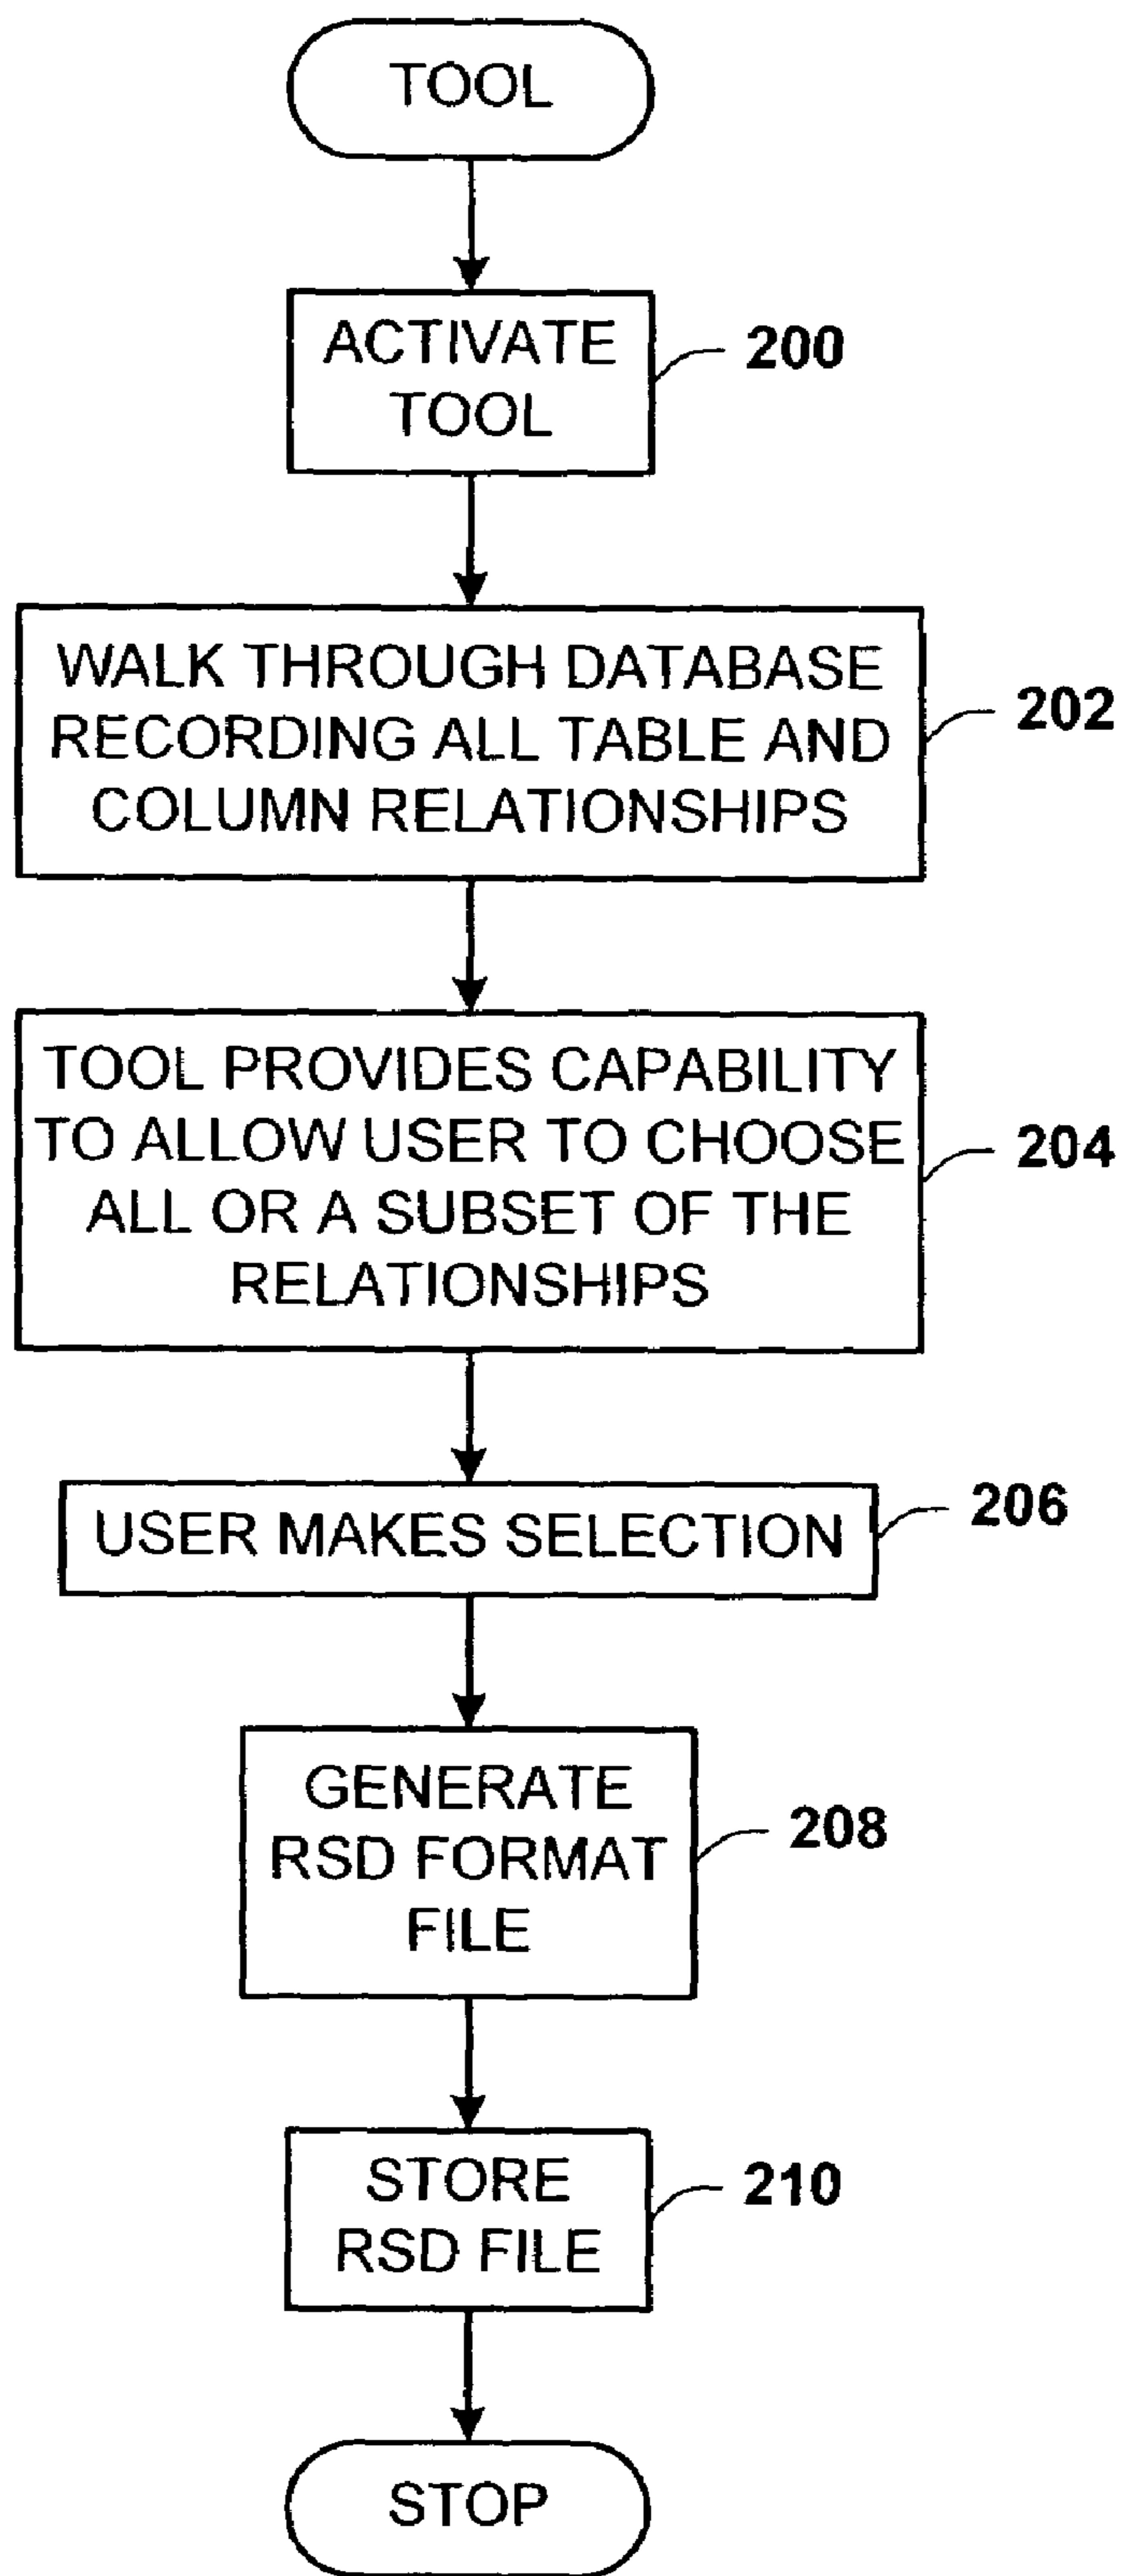 TOOL
ACTIVATE
TOOL
200
WALK THROUGH DATABASE
RECORDING ALL TABLE AND
COLUMN RELATIONSHIPS
202
TOOL PROVIDES CAPABILITY
TO ALLOW USER TO CHOOSE
ALL OR A SUBSET OF THE
RELATIONSHIPS
204
USER MAKES SELECTION
206
GENERATE
RSD FORMAT
FILE
208
STORE
RSD FILE
210
STOP